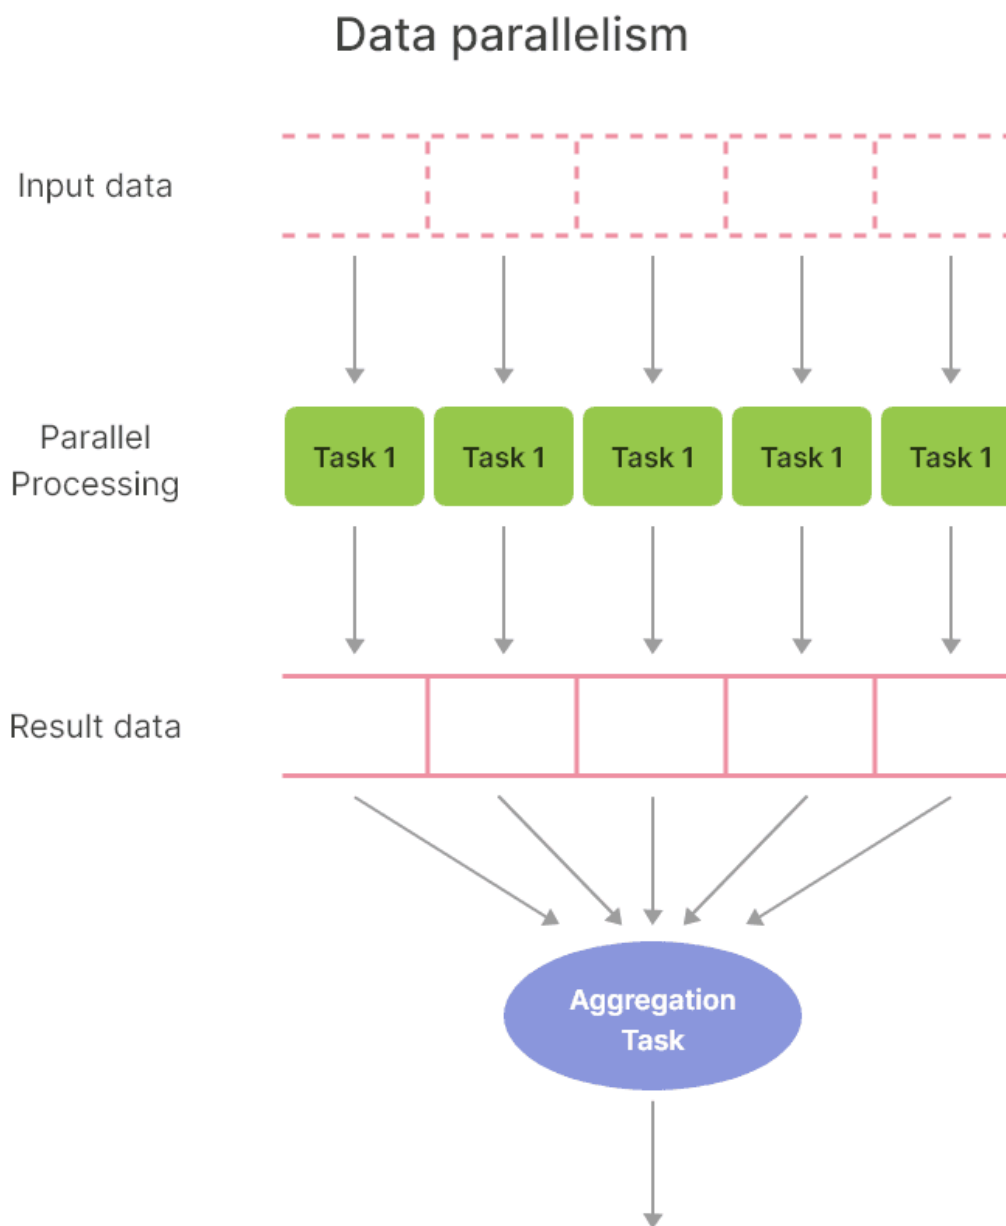 Data parallelism
Input data
Parallel
Processing
Task 1
Task 1
Task 1
Task 1
Task 1
Result data
Aggregation
Task